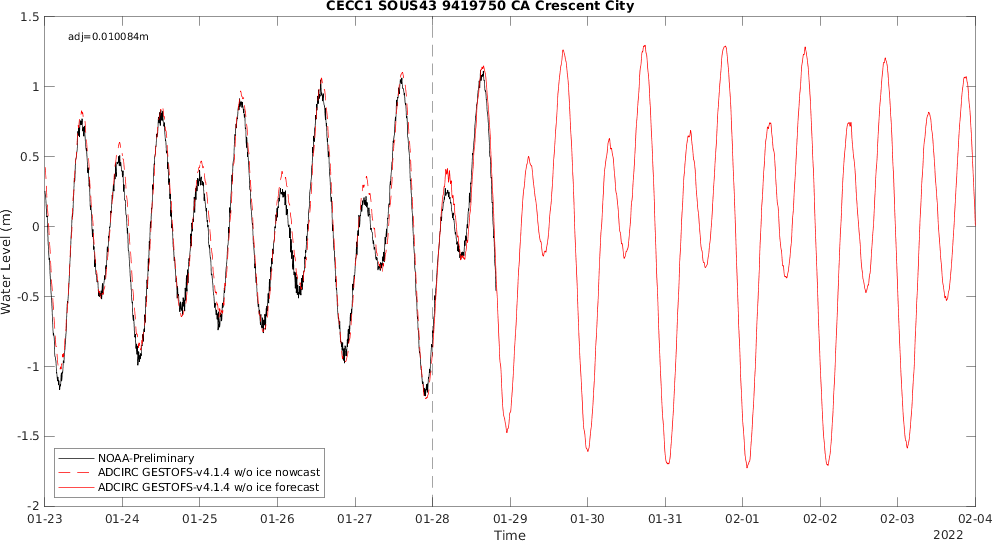 CECC1 SOUS43 9419750 CA Crescent City
adj=0.010084m
Water Level (m)
1.5
1
0.5
0
-0.5
-1
-1.5
-2
NOAA-Preliminary
ADCIRC GESTOFS-v4.1.4 w/o ice nowcast
ADCIRC GESTOFS-v4.1.4 w/o ice forecast
01-23 01-24 01-25 01-26 01-27 01-28 01-29 01-30 01-31 02-01 02-02 02-03 02-04
Time
2022